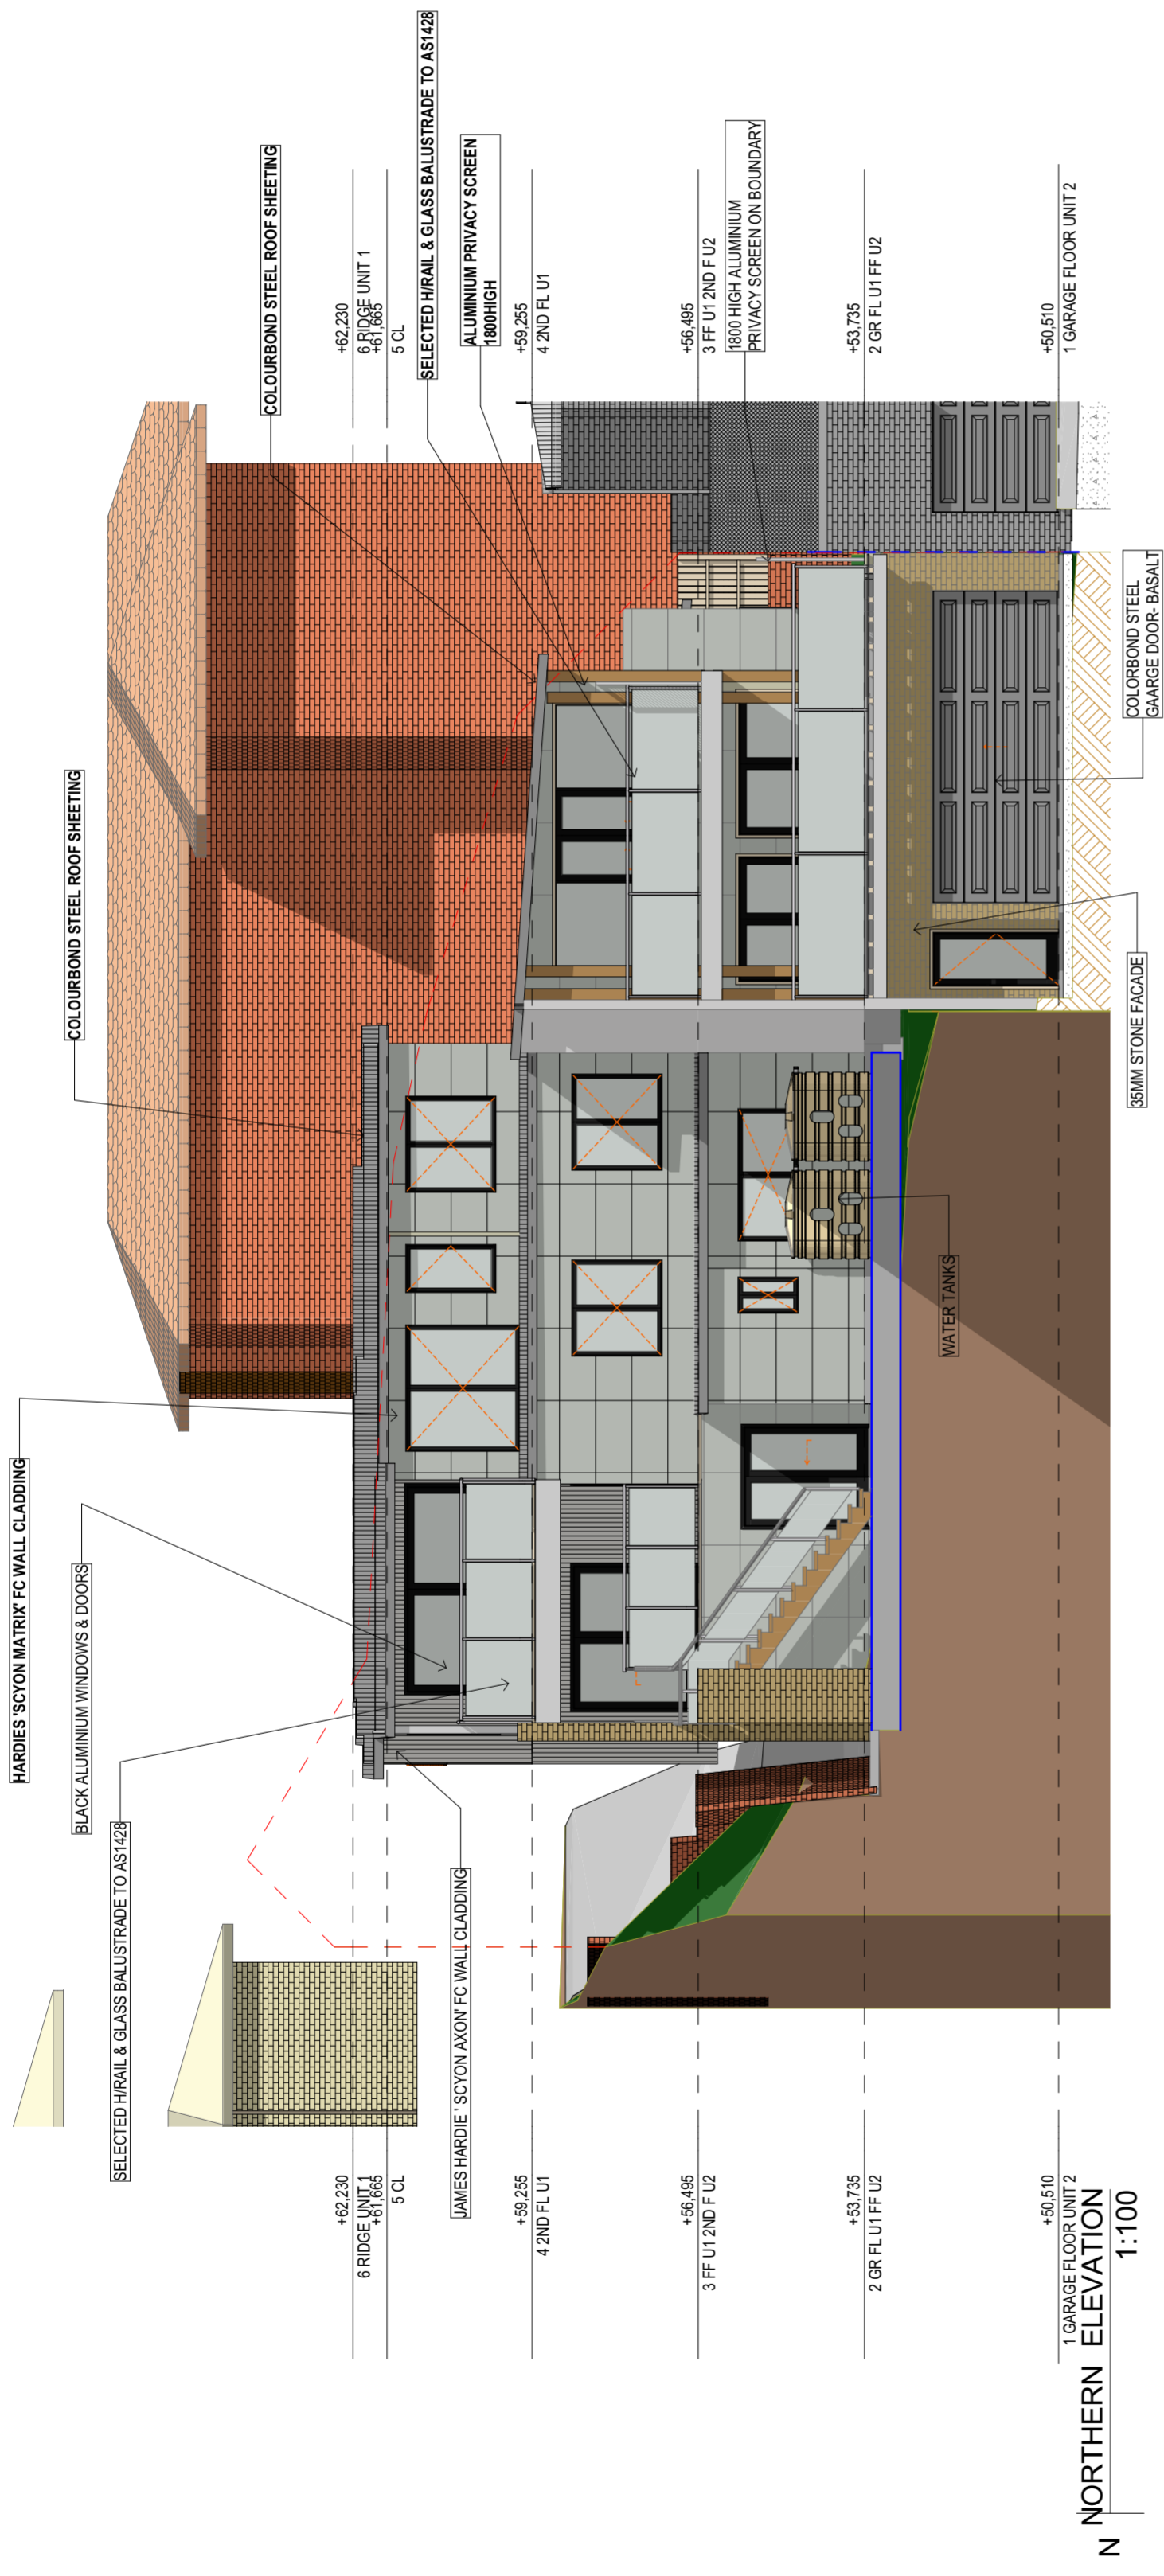 HARDIES 'SCYON MATRIX' FC WALL CLADDING
BLACK ALUMINIUM WINDOWS & DOORS
SELECTED H/RAIL & GLASS BALUSTRADE TO AS1428
JAMES HARDIE ' SCYON AXON' FC WALL CLADDING
COLOURBOND STEEL ROOF SHEETING
COLOURBOND STEEL ROOF SHEETING
SELECTED H/RAIL & GLASS BALUSTRADE TO AS1428
ALUMINIUM PRIVACY SCREEN
1800HIGH
1800 HIGH ALUMINIUM
PRIVACY SCREEN ON BOUNDARY
+62,230
6 RIDGE UNIT 1
+61,665
5 CL
+59,255
4 2ND FL U1
+56,495
3 FF U1 2ND F U2
+53,735
2 GR FL U1 FF U2
+50,510
1 GARAGE FLOOR UNIT 2
+62,230
6 RIDGE UNIT 1
+61,665
5 CL
+59,255
4 2ND FL U1
+56,495
3 FF U1 2ND F U2
+53,735
2 GR FL U1 FF U2
+50,510
1 GARAGE FLOOR UNIT 2
WATER TANKS
35MM STONE FACADE
COLORBOND STEEL
GAARGE DOOR- BASALT
N
NORTHERN ELEVATION
1:100